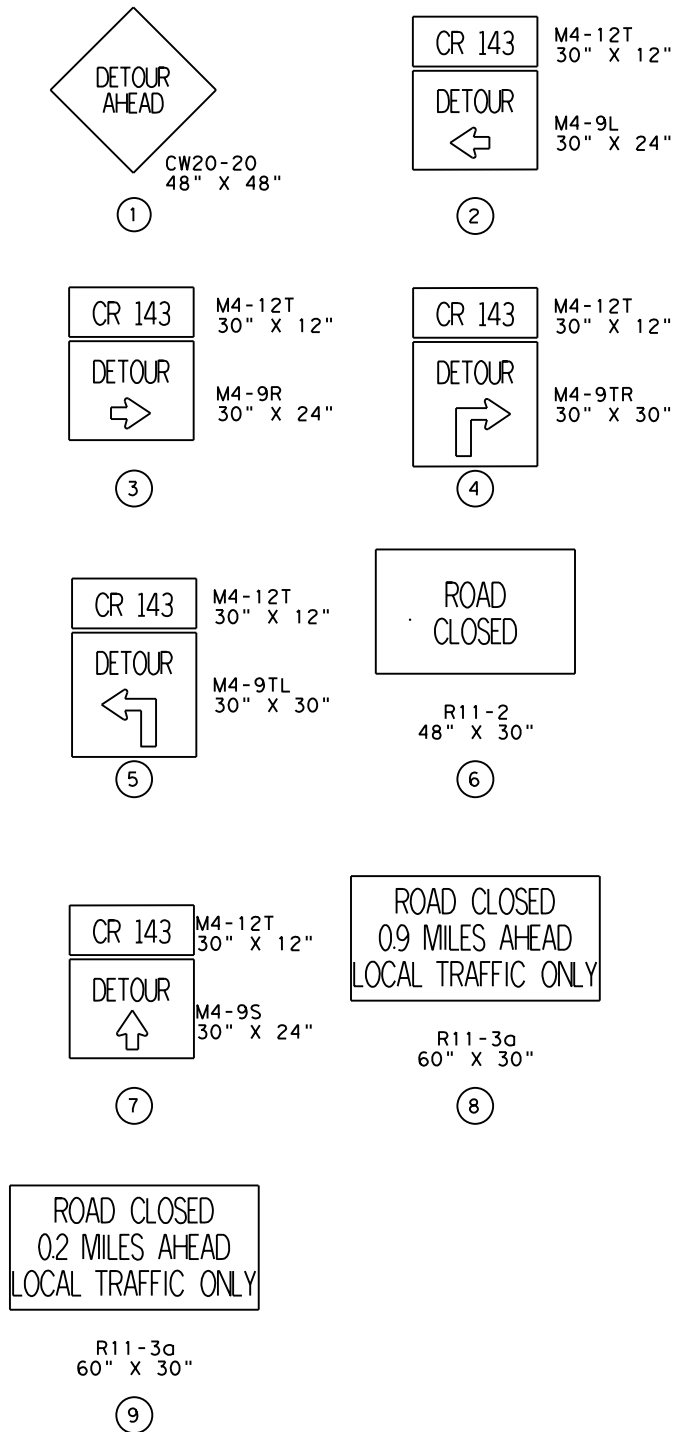 DETOUR
AHEAD
CW20-20
48" X 48"
1
CR 143
M4-12T
30" X 12"
DETOUR
M4-9L
30" X 24"
2
CR 143
M4-12T
30" X 12"
DETOUR
M4-9R
30" X 24"
3
CR 143
M4-12T
30" X 12"
DETOUR
M4-9TR
30" X 30"
4
CR 143
M4-12T
30" X 12"
DETOUR
M4-9TL
30" X 30"
5
ROAD
CLOSED
R11-2
48" X 30"
6
CR 143
M4-12T
30" X 12"
DETOUR
M4-9S
30" X 24"
7
ROAD CLOSED
0.9 MILES AHEAD
LOCAL TRAFFIC ONLY
R11-3a
60" X 30"
8
ROAD CLOSED
0.2 MILES AHEAD
LOCAL TRAFFIC ONLY
R11-3a
60" X 30"
9